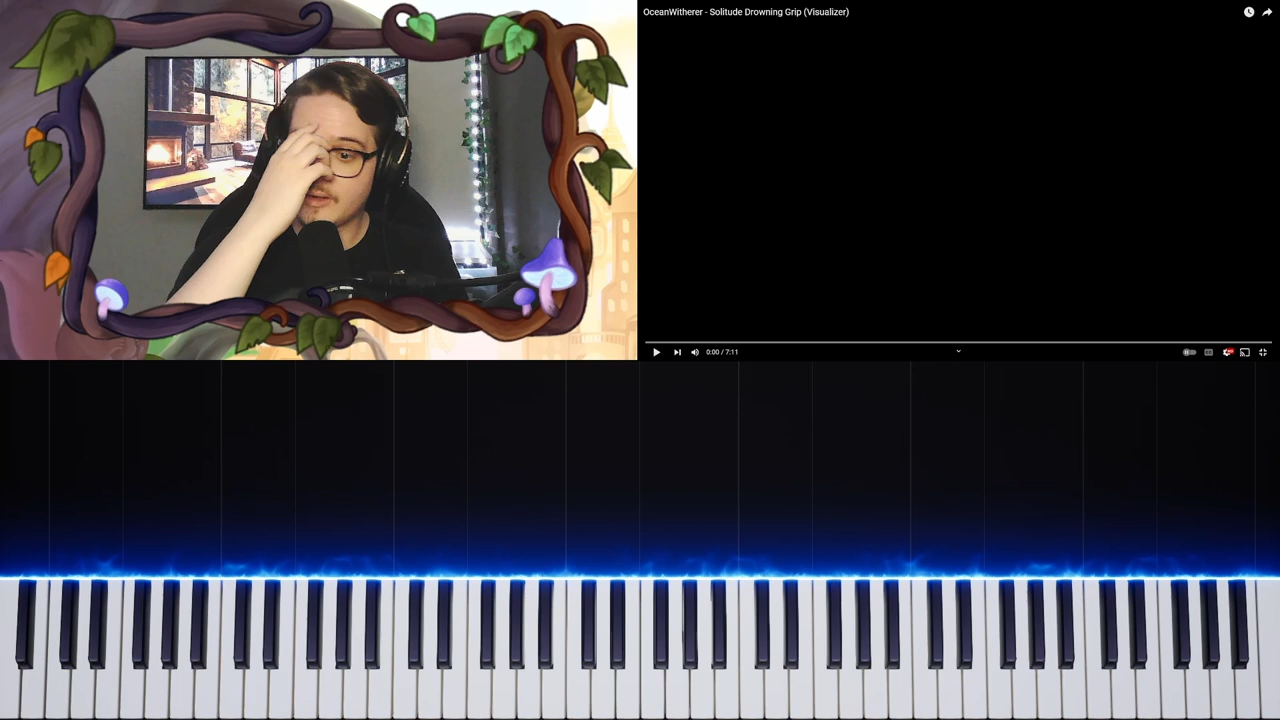 OceanWitherer - Solitude Drowning Grip (Visualizer)
0:00 / 7:11